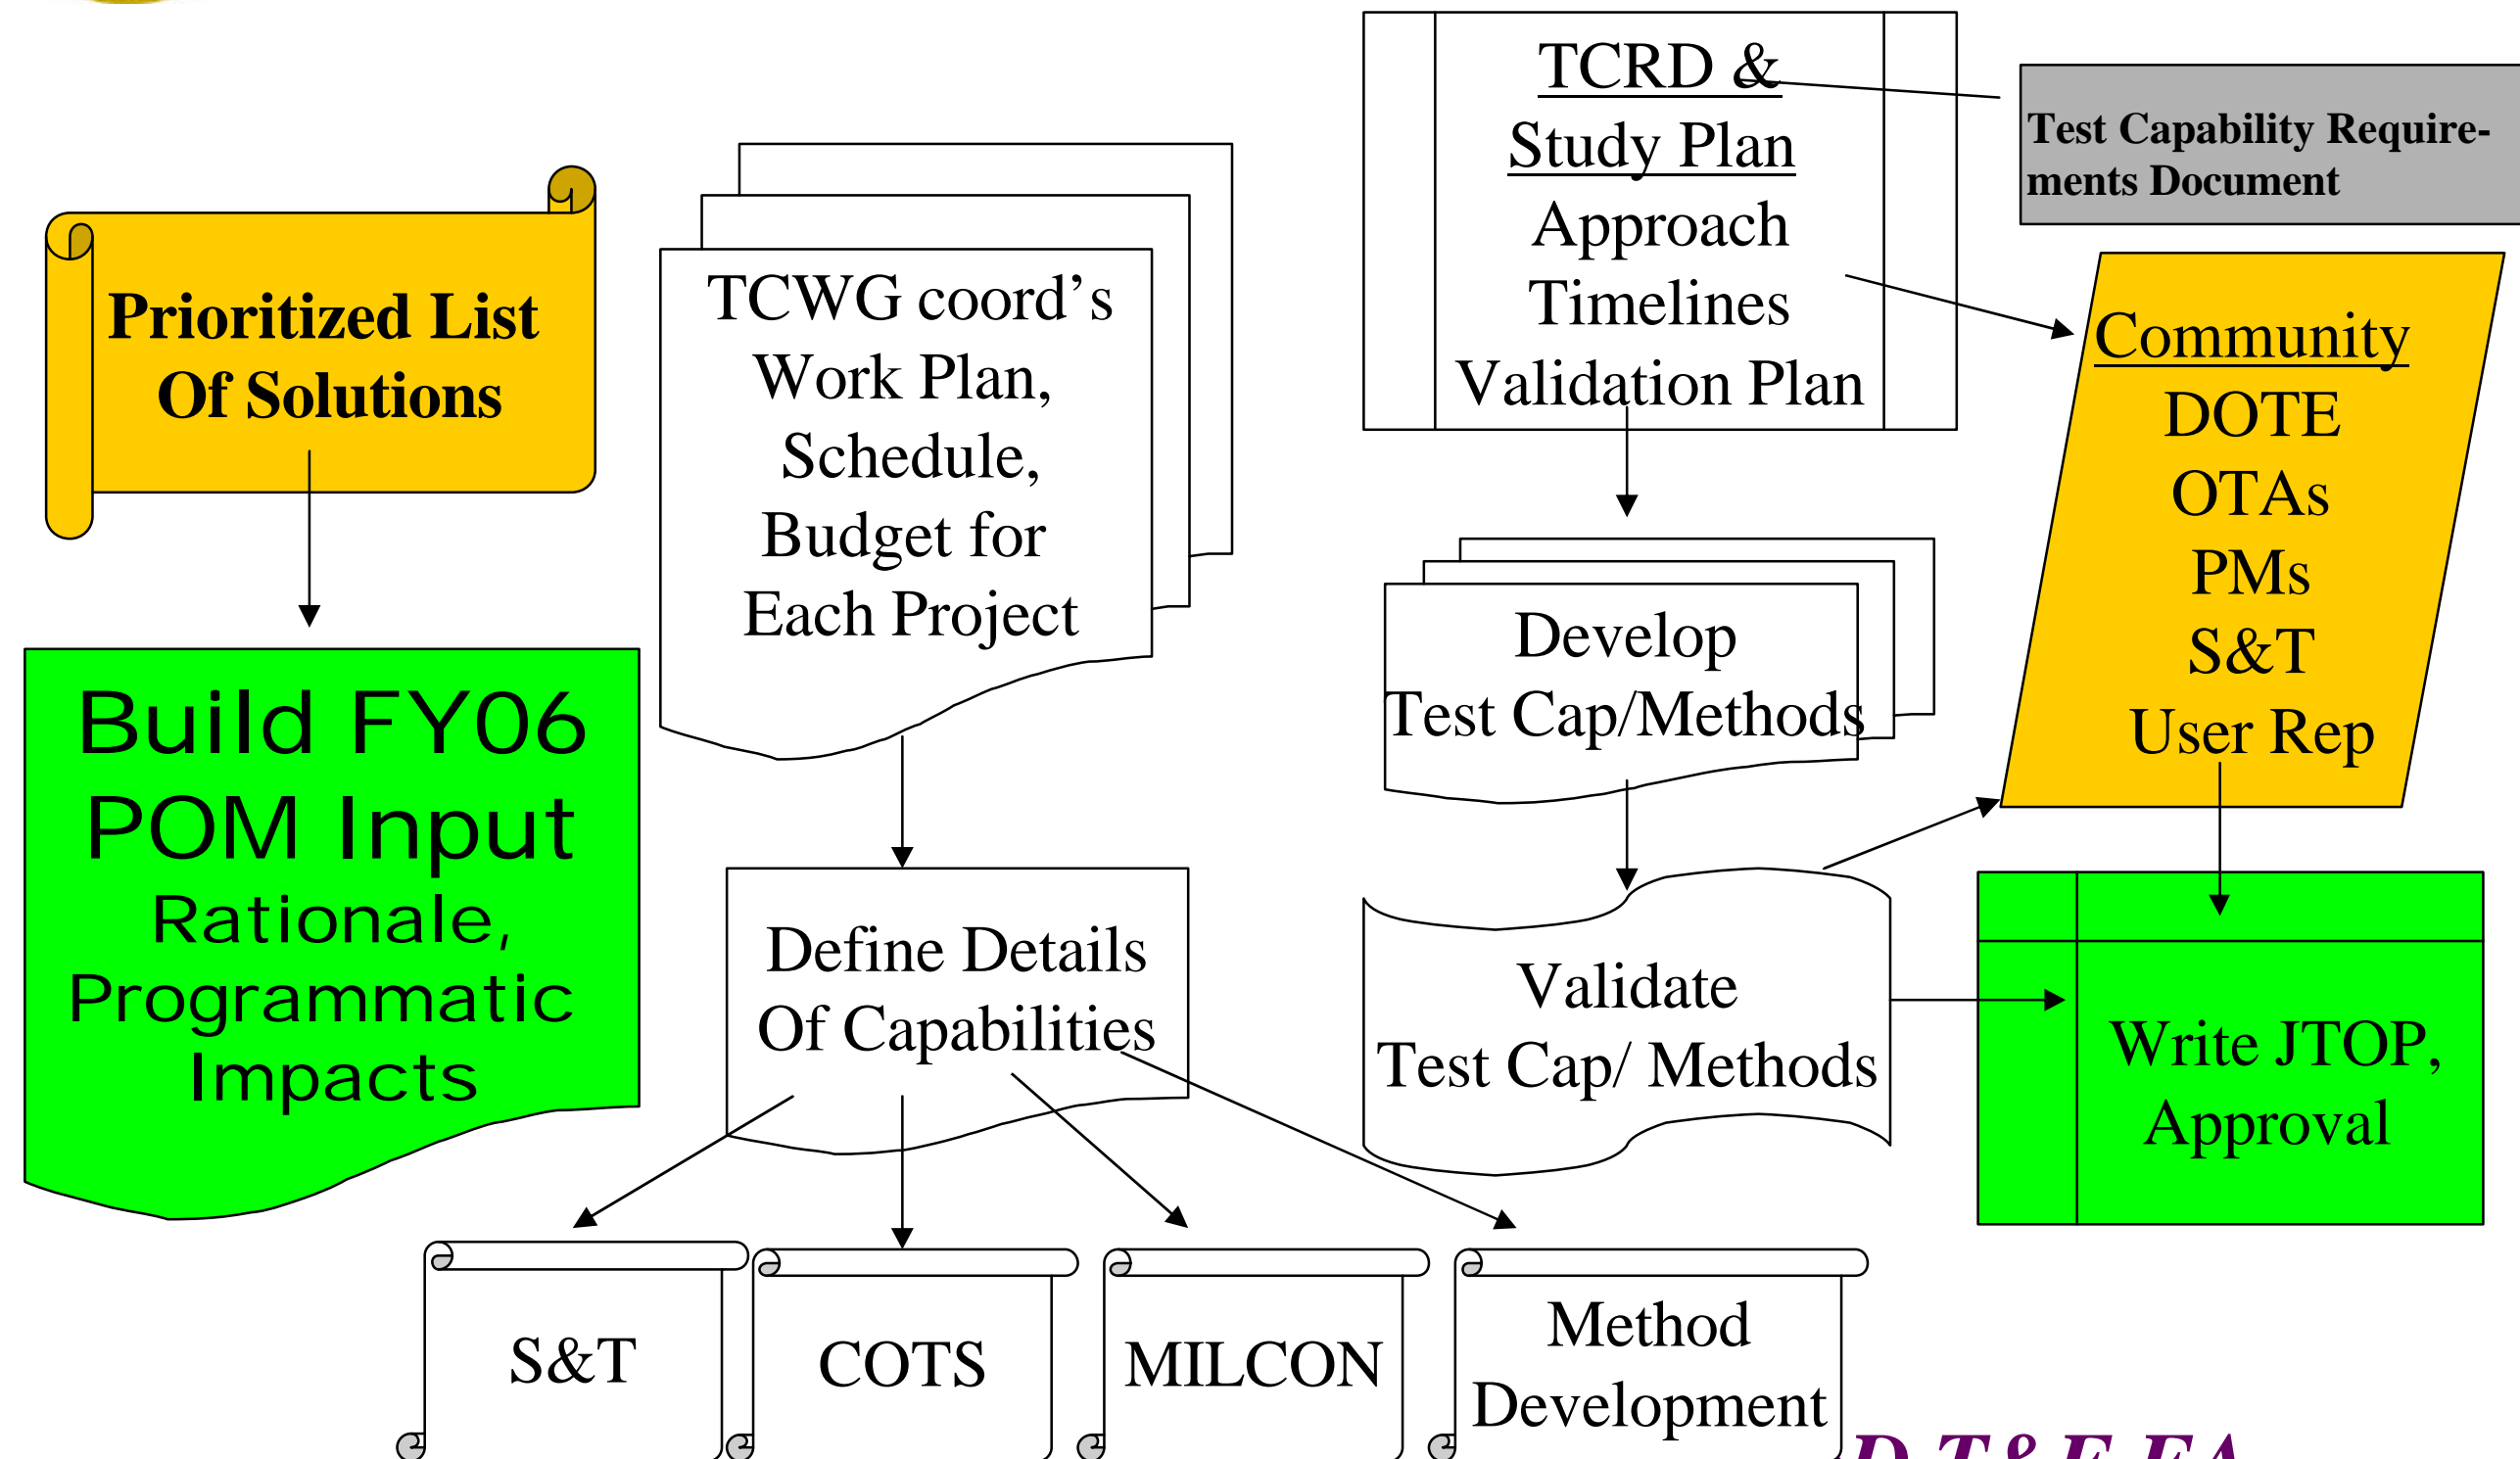 Prioritized List
Of Solutions
Build FY06
POM Input
Rationale,
Programmatic
Impacts
TCWG coord’s
Work Plan,
Schedule,
Budget for
Each Project
Define Details
Of Capabilities
S&T
COTS
MILCON
Method
Development
TCRD &
Study Plan
Approach
Timelines
Validation Plan
Test Capability Require-
ments Document
Develop
Test Cap/Methods
Validate
Test Cap/ Methods
Community
DOTE
OTAs
PMs
S&T
User Rep
Write JTOP,
Approval